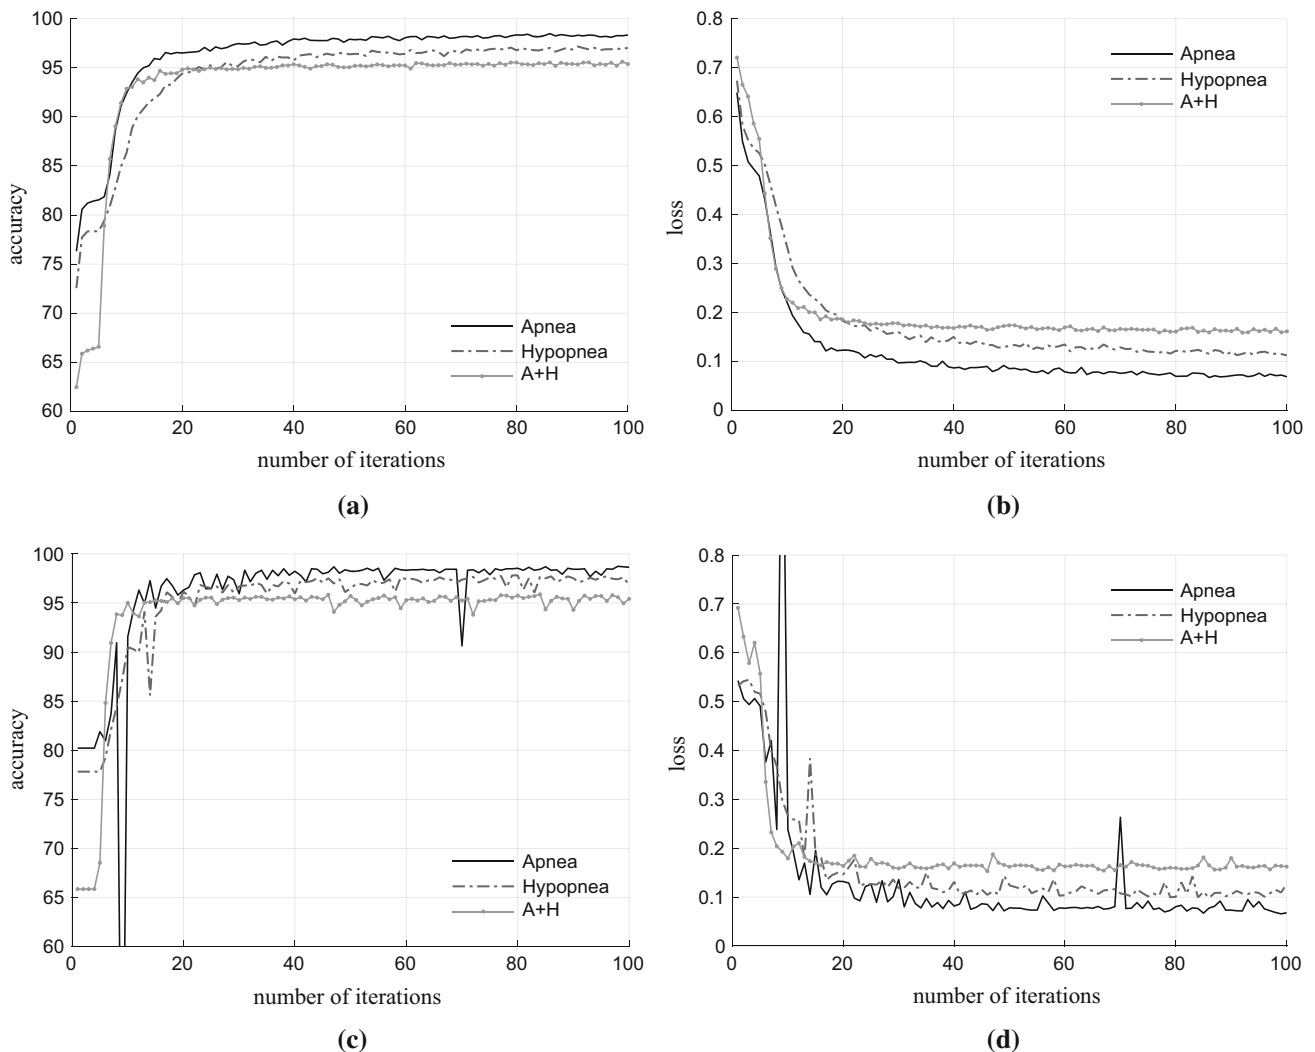 100
95
90
85
80
75
70
65
60
accuracy
0 20 40 60 80 100
number of iterations
Apnea
Hypopnea
A+H
(a)
0.8
0.7
0.6
0.5
0.4
0.3
0.2
0.1
0
loss
0 20 40 60 80 100
number of iterations
Apnea
Hypopnea
A+H
(b)
100
95
90
85
80
75
70
65
60
accuracy
0 20 40 60 80 100
number of iterations
Apnea
Hypopnea
A+H
(c)
0.8
0.7
0.6
0.5
0.4
0.3
0.2
0.1
0
loss
0 20 40 60 80 100
number of iterations
Apnea
Hypopnea
A+H
(d)